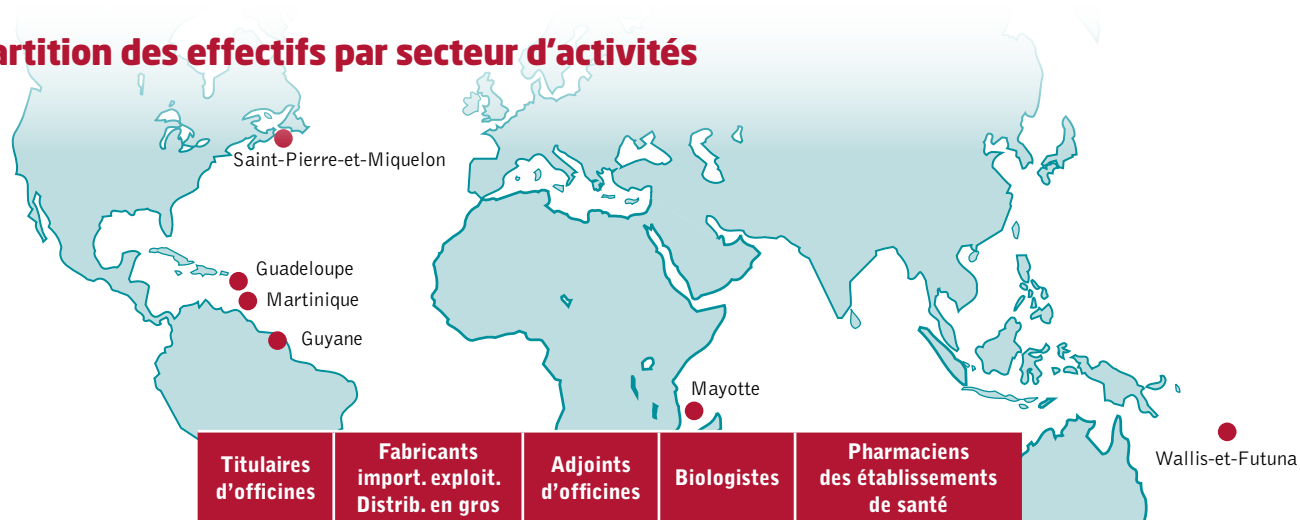 artition des effectifs par secteur d’activités
Saint-Pierre-et-Miquelon
Guadeloupe
Martinique
Guyane
Mayotte
Wallis-et-Futuna
Titulaires
d’officines
Fabricants
import. exploit.
Distrib. en gros
Adjoints
d’officines
Biologistes
Pharmaciens
des établissements
de santé